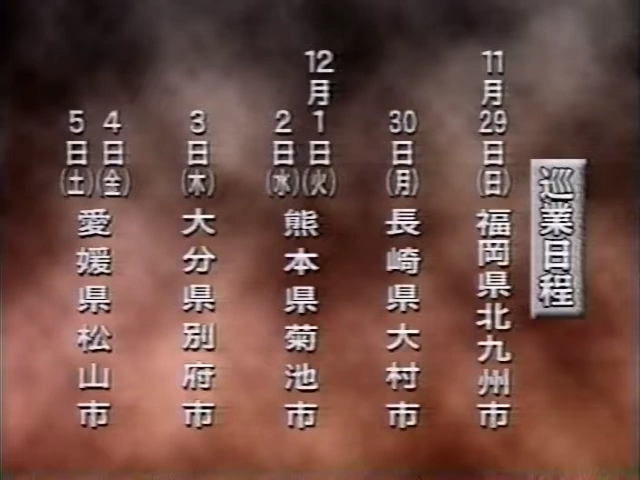 巡業日程
11月29日(日) 福岡県北九州市
30日(月) 長崎県大村市
12月1日(火)
2日(水) 熊本県菊池市
3日(木) 大分県別府市
4日(金)
5日(土) 愛媛県松山市